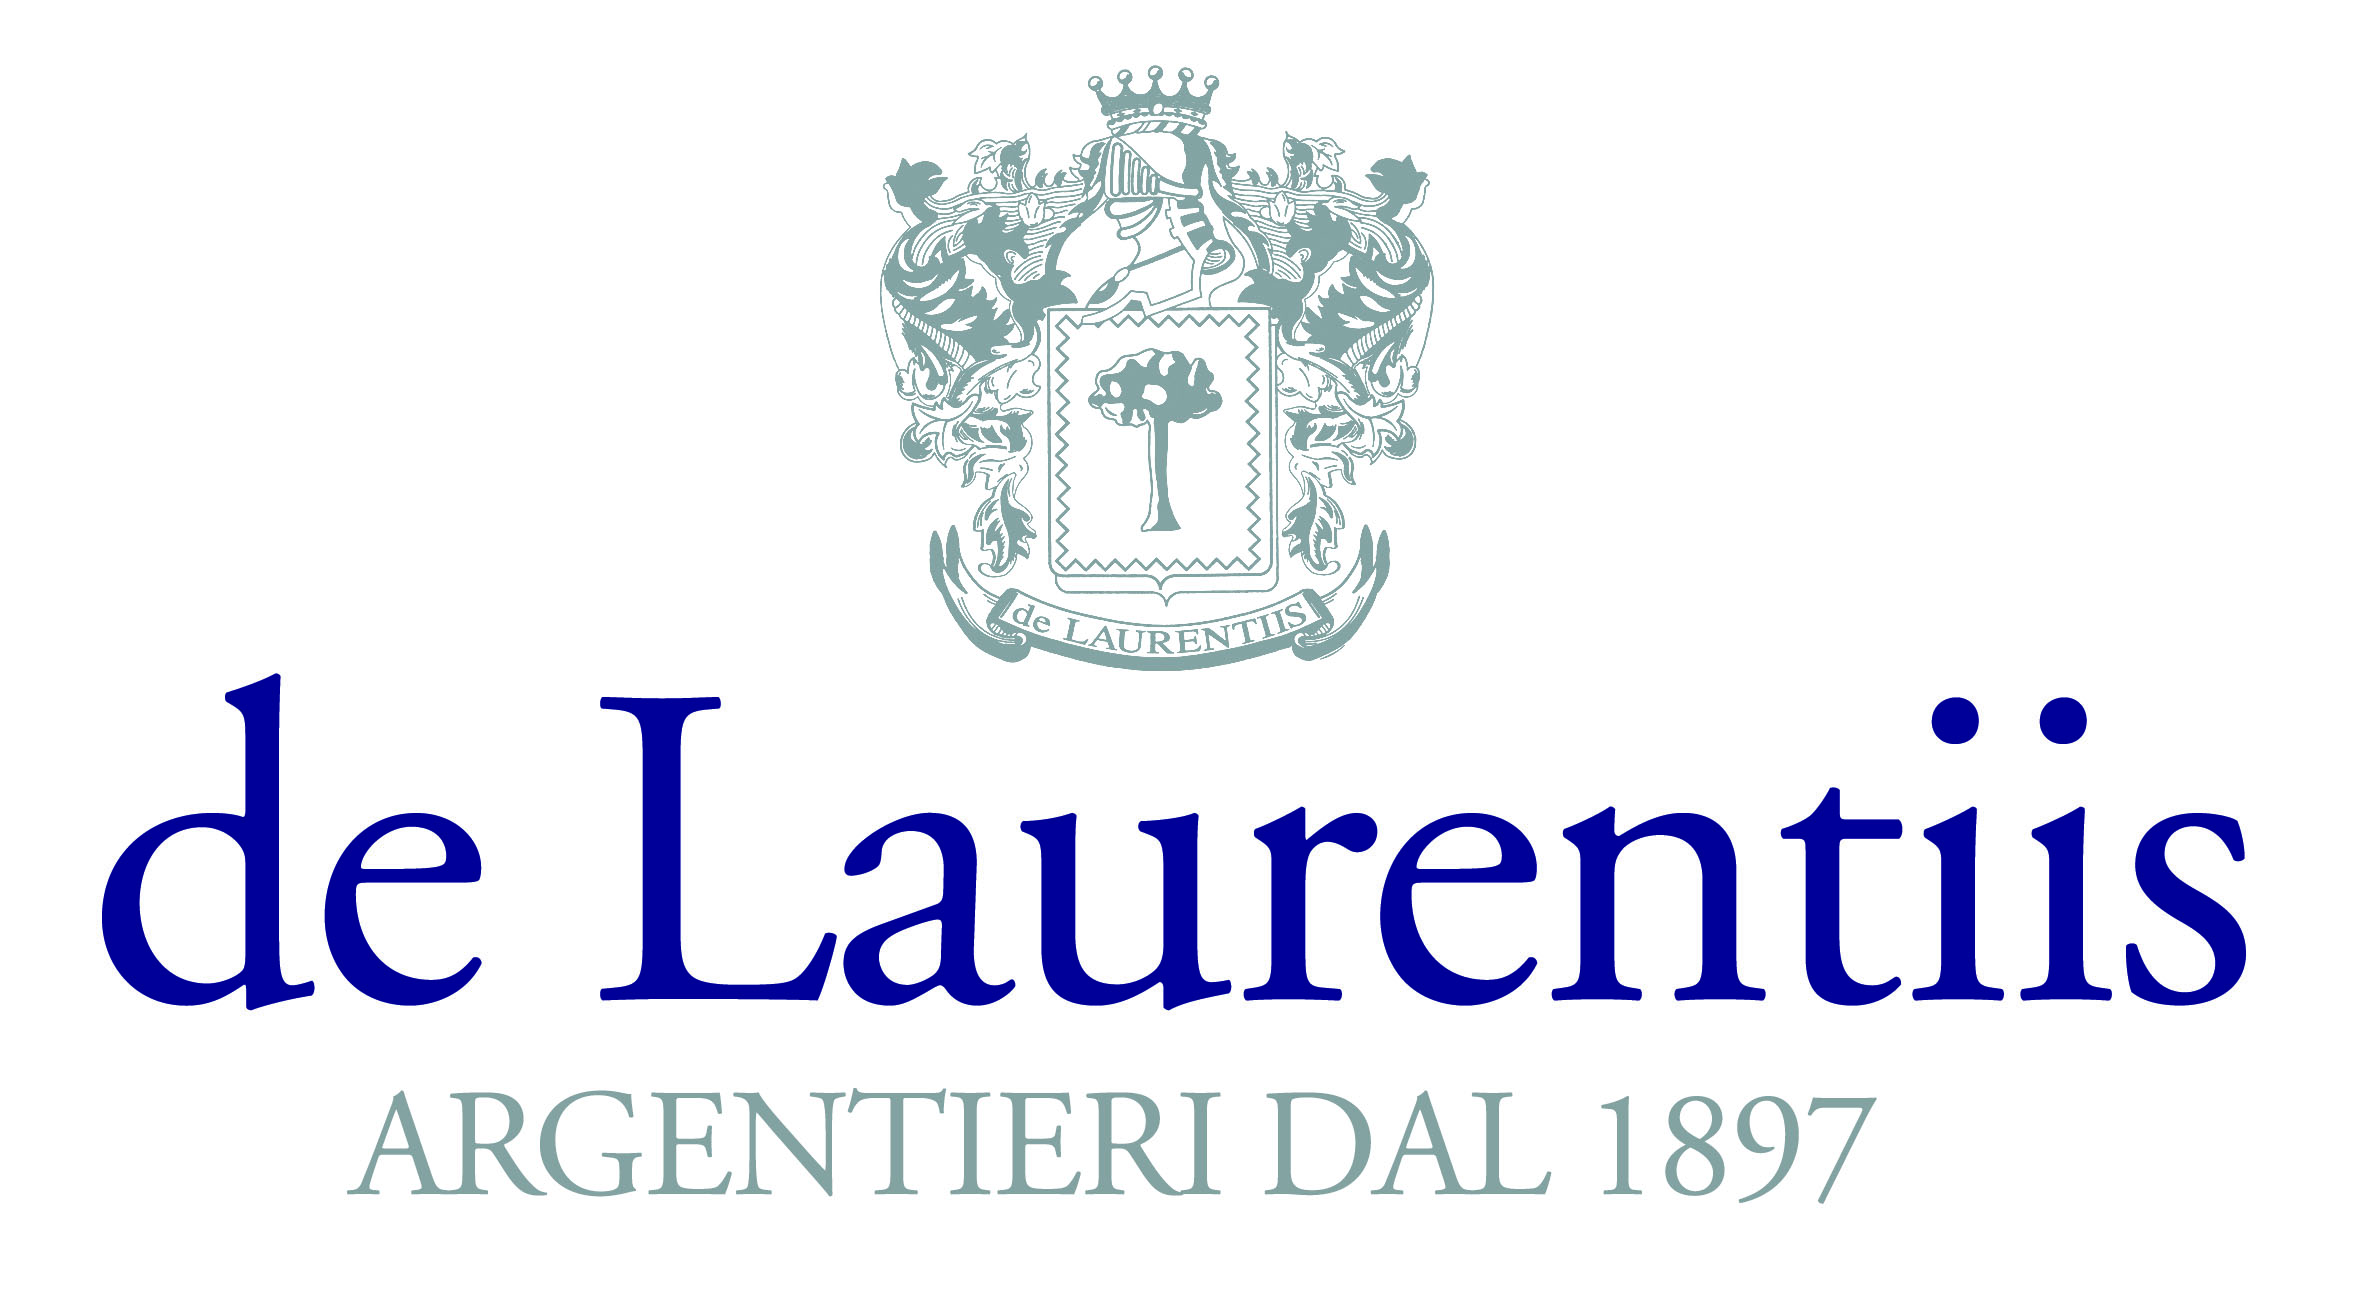 de LAURENTIIS
de Laurentiis
ARGENTIERI DAL 1897